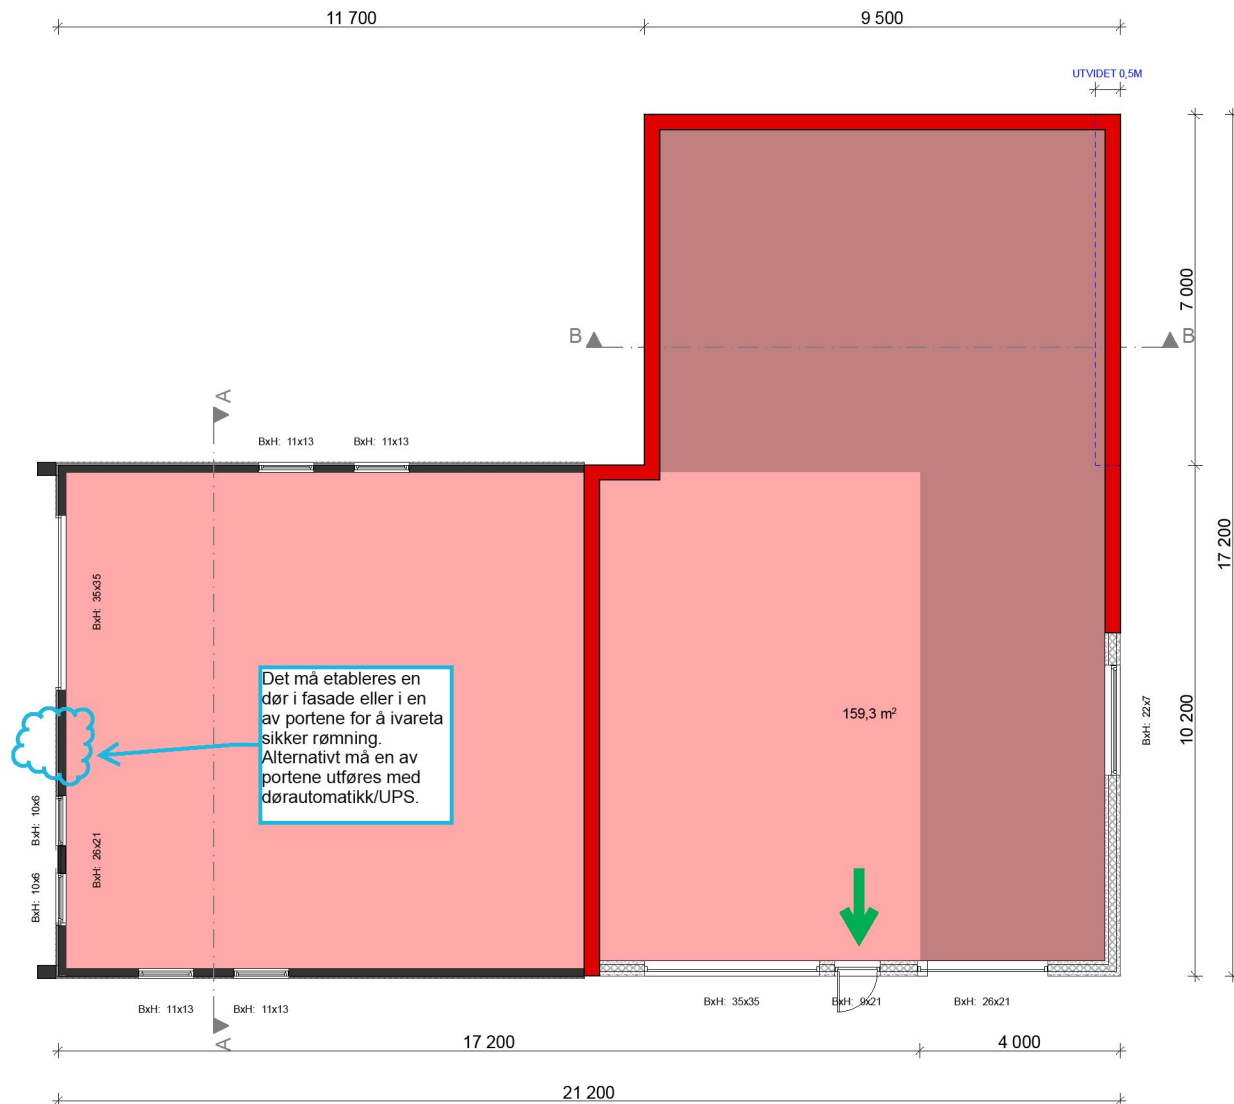 11 700
9 500
UTVIDET 0,5M
7 000
B
B
A
BxH: 11x13
BxH: 11x13
17 200
BxH: 35x35
Det må etableres en
dør i fasade eller i en
av portene for å ivareta
sikker rømning.
Alternativt må en av
portene utføres med
dørautomatikk/UPS.
159,3 m²
BxH: 22x7
10 200
BxH: 10x6
BxH: 26x21
BxH: 10x6
BxH: 11x13
BxH: 11x13
BxH: 35x35
BxH: 9x21
BxH: 26x21
A
17 200
4 000
21 200